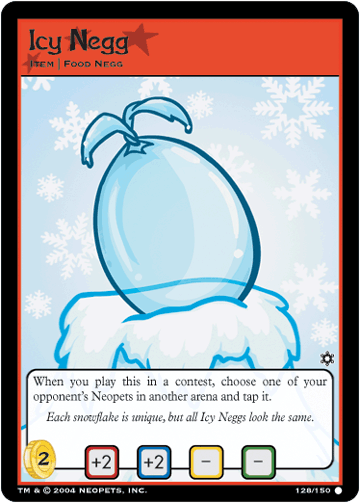 Icy Negg
Item | Food Negg
When you play this in a contest, choose one of your
opponent's Neopets in another arena and tap it.
Each snowflake is unique, but all Icy Neggs look the same.
2 +2 +2 – –
TM & © 2004 NEOPETS, INC. 128/150